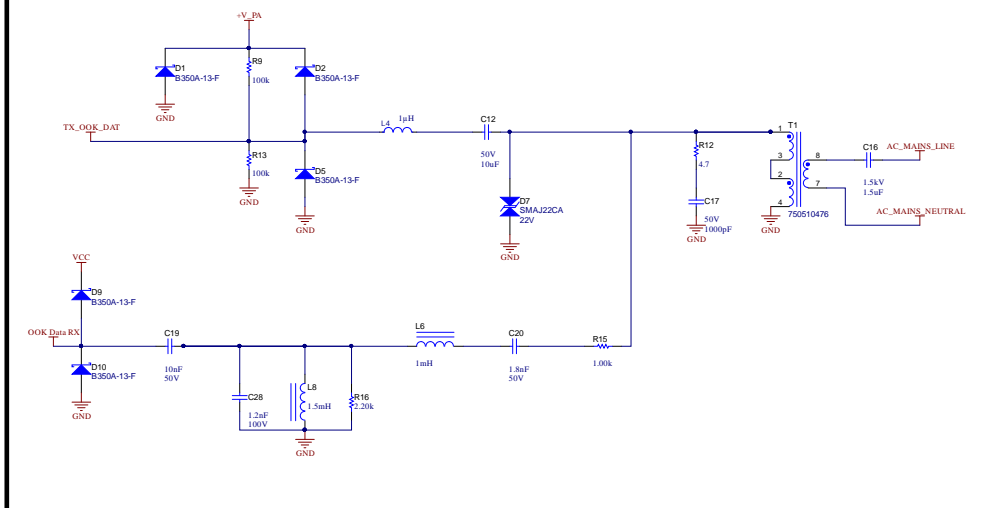 +V_PA
D1
B350A-13-F
GND
R9
100k
D2
B350A-13-F
TX_OOK_DAT
R13
100k
GND
D5
B350A-13-F
GND
L4
1µH
C12
50V
10uF
D7
SMAJ22CA
22V
GND
R12
4.7
C17
50V
1000pF
GND
T1
1
3
2
4
8
7
750510476
GND
C16
1.5kV
1.5uF
AC_MAINS_LINE
AC_MAINS_NEUTRAL
VCC
D9
B350A-13-F
OOK Data RX
D10
B350A-13-F
GND
C19
10nF
50V
C28
1.2nF
100V
L8
1.5mH
GND
R16
2.20k
L6
1mH
C20
1.8nF
50V
R15
1.00k